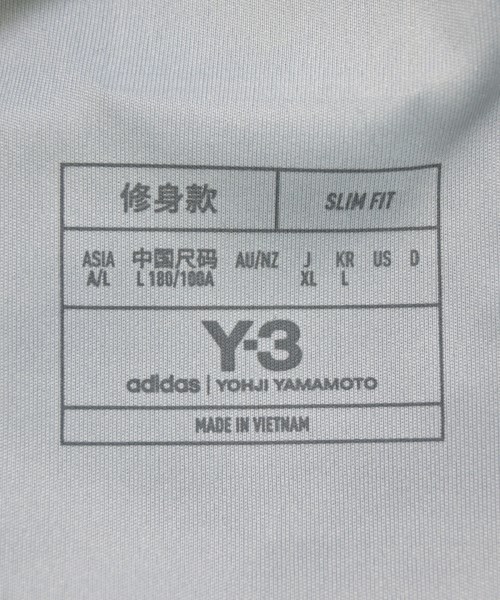 修身款 SLIM FIT
ASIA 中国尺码 AU/NZ J KR US D
A/L L 180/100A XL L
Y-3
adidas | YOHJI YAMAMOTO
MADE IN VIETNAM